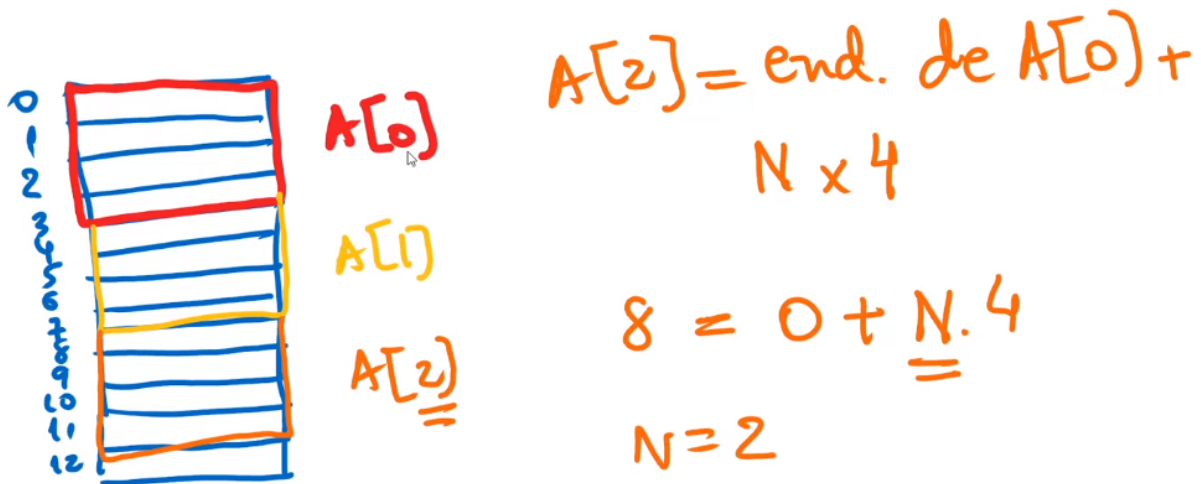 0
1
2
3
4
5
6
7
8
9
10
11
12
A[0]
A[1]
A[2]
A[2] = end. de A[0] +
N x 4
8 = 0 + N. 4
N = 2